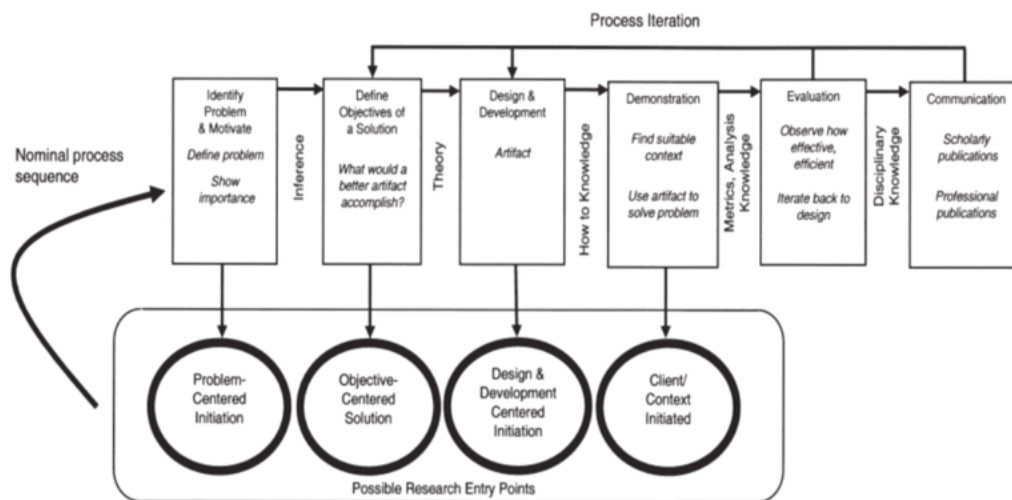 Process Iteration
Nominal process
sequence
Identify
Problem
& Motivate
Define problem
Show
importance
Inference
Define
Objectives of
a Solution
What would a
better artifact
accomplish?
Theory
Design &
Development
Artifact
How to Knowledge
Demonstration
Find suitable
context
Use artifact to
solve problem
Metrics, Analysis
Knowledge
Evaluation
Observe how
effective,
efficient
Iterate back to
design
Disciplinary
Knowledge
Communication
Scholarly
publications
Professional
publications
Problem-
Centered
Initiation
Objective-
Centered
Solution
Design &
Development
Centered
Initiation
Client/
Context
Initiated
Possible Research Entry Points